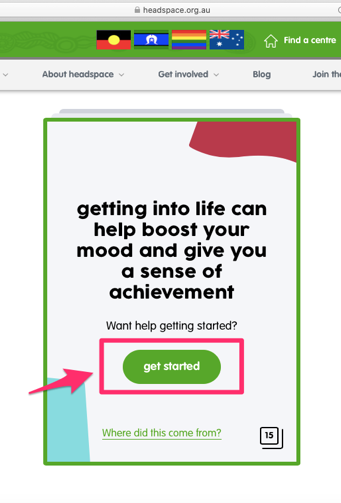 headspace.org.au
Find a centre
About headspace
Get involved
Blog
Join the
getting into life can
help boost your
mood and give you
a sense of
achievement
Want help getting started?
get started
Where did this come from?
15